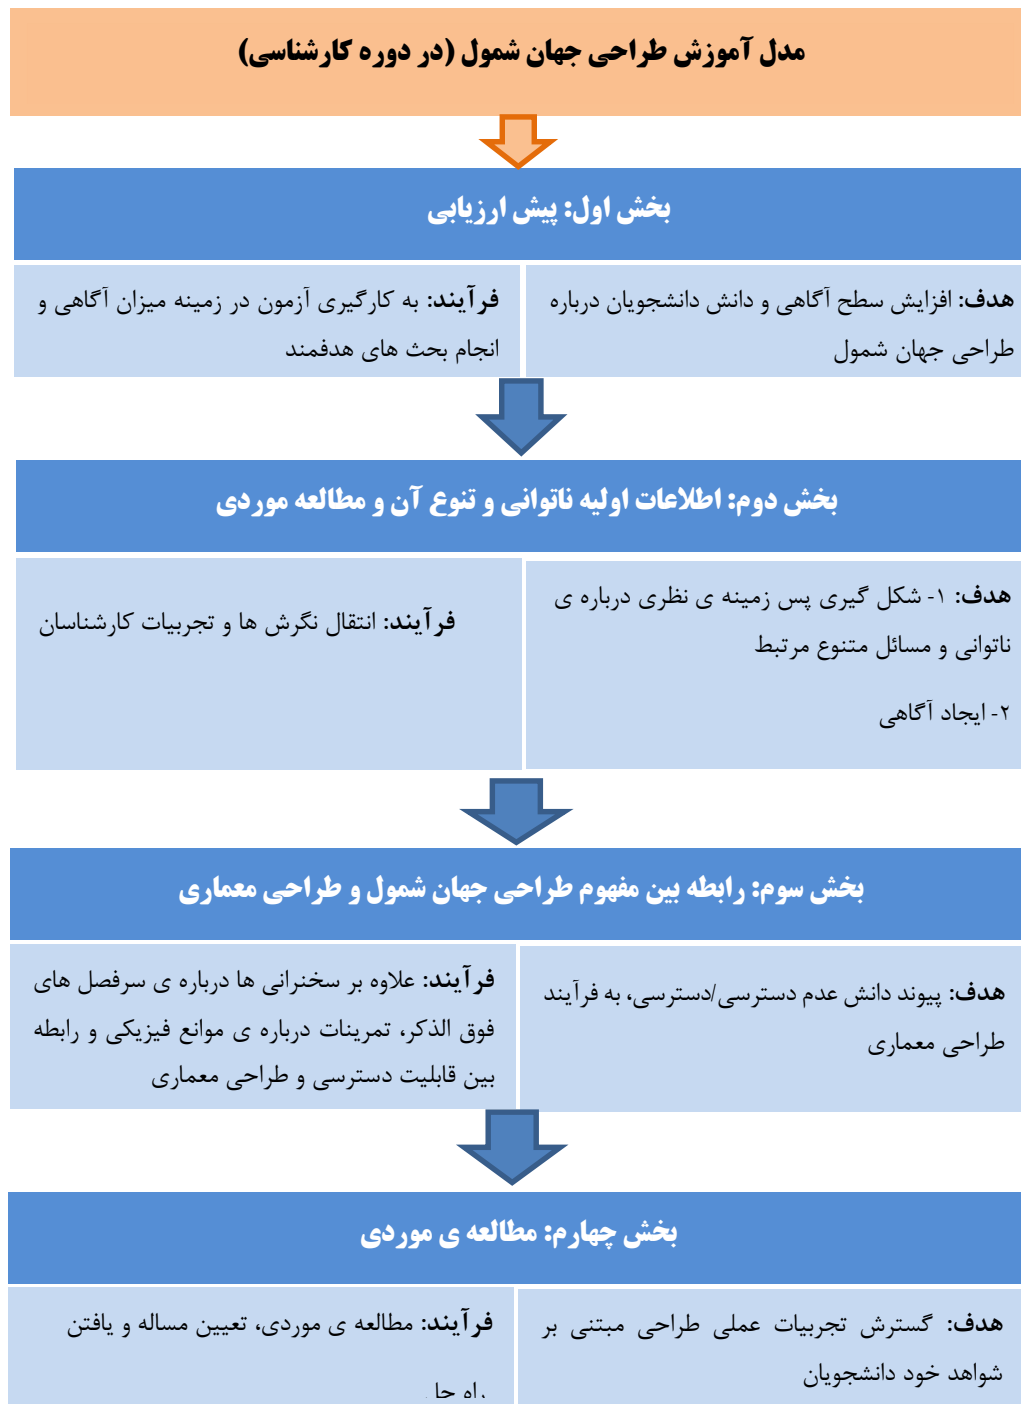 مدل آموزش طراحی جهان شمول (در دوره کارشناسی)
بخش اول: پیش ارزیابی
هدف: افزایش سطح آگاهی و دانش دانشجویان درباره
طراحی جهان شمول
فرآیند: به کارگیری آزمون در زمینه میزان آگاهی و
انجام بحث های هدفمند
بخش دوم: اطلاعات اولیه ناتوانی و تنوع آن و مطالعه موردی
هدف: ۱- شکل گیری پس زمینه ی نظری درباره ی
ناتوانی و مسائل متنوع مرتبط
۲- ایجاد آگاهی
فرآیند: انتقال نگرش ها و تجربیات کارشناسان
بخش سوم: رابطه بین مفهوم طراحی جهان شمول و طراحی معماری
هدف: پیوند دانش عدم دسترسی/دسترسی، به فرآیند
طراحی معماری
فرآیند: علاوه بر سخنرانی ها درباره ی سرفصل های
فوق الذکر، تمرینات درباره ی موانع فیزیکی و رابطه
بین قابلیت دسترسی و طراحی معماری
بخش چهارم: مطالعه ی موردی
هدف: گسترش تجربیات عملی طراحی مبتنی بر
شواهد خود دانشجویان
فرآیند: مطالعه ی موردی، تعیین مساله و یافتن
راه حل